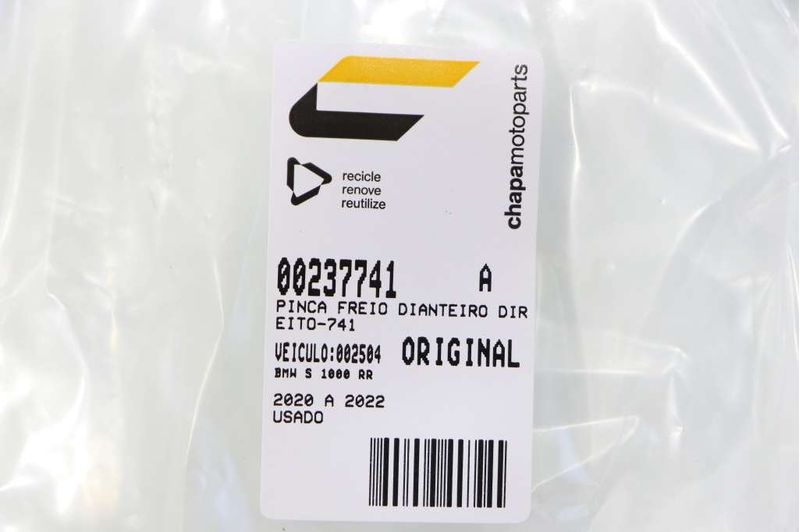 chapamotoparts
recicle
renove
reutilize
00237741 A
PINCA FREIO DIANTEIRO DIR
EITO-741
VEICULO:002504 ORIGINAL
BMW S 1000 RR
2020 A 2022
USADO